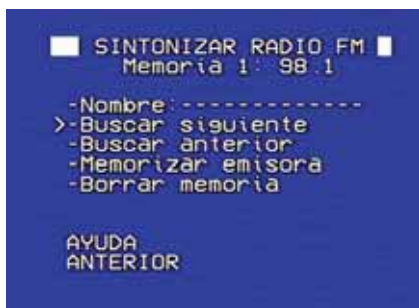 SINTONIZAR RADIO FM
Memoria 1: 98.1
-Nombre:-------------
>-Buscar siguiente
-Buscar anterior
-Memorizar emisora
-Borrar memoria
AYUDA
ANTERIOR